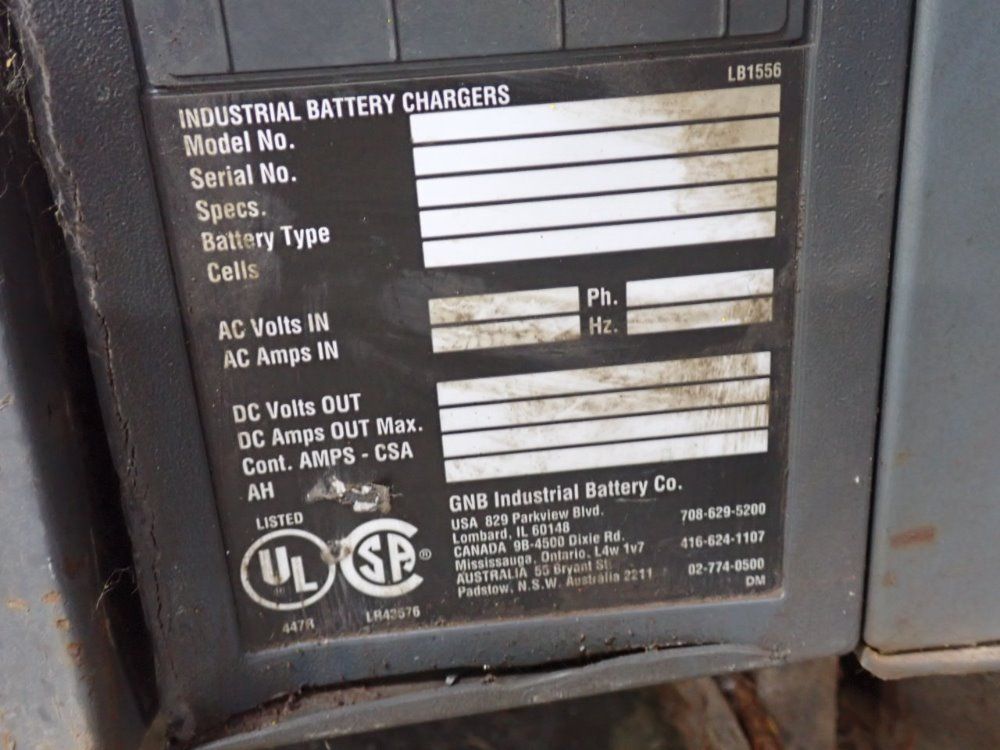 LB1556
INDUSTRIAL BATTERY CHARGERS
Model No.
Serial No.
Specs.
Battery Type
Cells
AC Volts IN
Ph.
AC Amps IN
Hz.
DC Volts OUT
DC Amps OUT Max.
Cont. AMPS - CSA
AH
LISTED
UL
®
SA
®
447R
LR43576
GNB Industrial Battery Co.
USA 829 Parkview Blvd.
Lombard, IL 60148
708-629-5200
CANADA 9B-4500 Dixie Rd.
Mississauga, Ontario, L4w 1v7
416-624-1107
AUSTRALIA 55 Bryant St.
Padstow, N.S.W. Australia 2211
02-774-0500
DM